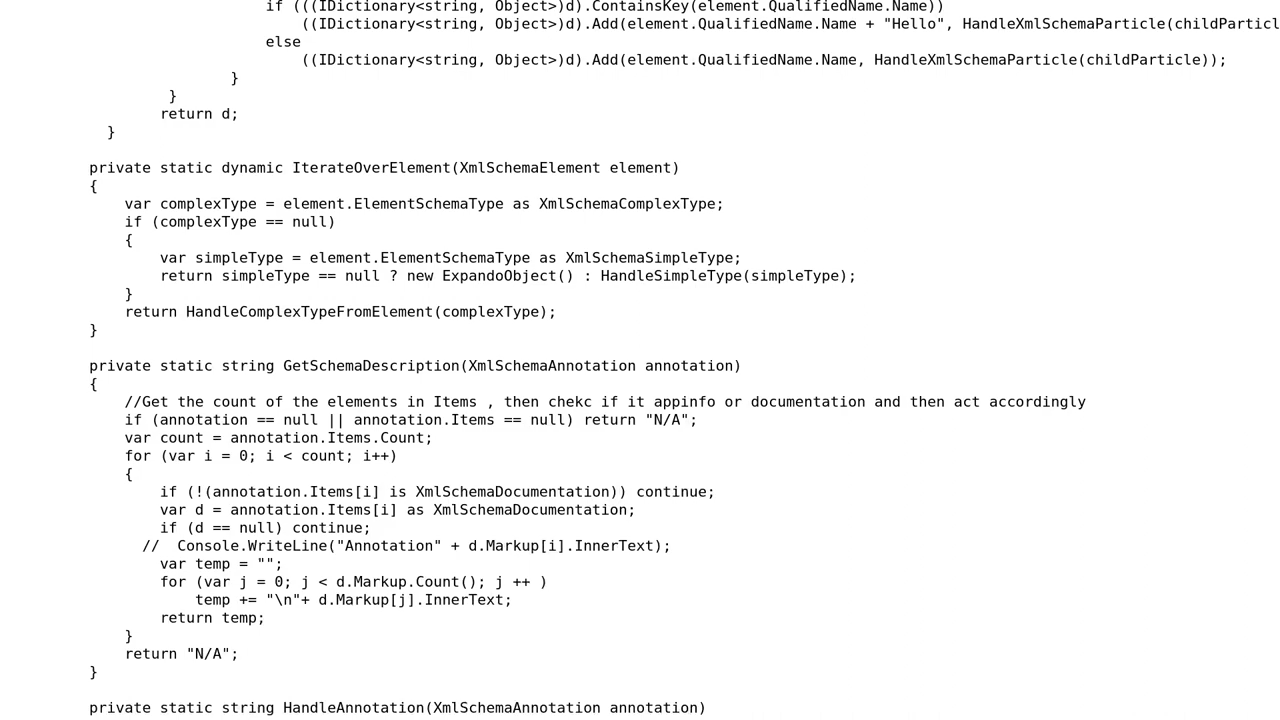 if (((IDictionary<string, Object>)d).ContainsKey(element.QualifiedName.Name))
((IDictionary<string, Object>)d).Add(element.QualifiedName.Name + "Hello", HandleXmlSchemaParticle(childParticl
else
((IDictionary<string, Object>)d).Add(element.QualifiedName.Name, HandleXmlSchemaParticle(childParticle));
}
}
return d;
}
private static dynamic IterateOverElement(XmlSchemaElement element)
{
var complexType = element.ElementSchemaType as XmlSchemaComplexType;
if (complexType == null)
{
var simpleType = element.ElementSchemaType as XmlSchemaSimpleType;
return simpleType == null ? new ExpandoObject() : HandleSimpleType(simpleType);
}
return HandleComplexTypeFromElement(complexType);
}
private static string GetSchemaDescription(XmlSchemaAnnotation annotation)
{
//Get the count of the elements in Items , then chekc if it appinfo or documentation and then act accordingly
if (annotation == null || annotation.Items == null) return "N/A";
var count = annotation.Items.Count;
for (var i = 0; i < count; i++)
{
if (!(annotation.Items[i] is XmlSchemaDocumentation)) continue;
var d = annotation.Items[i] as XmlSchemaDocumentation;
if (d == null) continue;
//  Console.WriteLine("Annotation" + d.Markup[i].InnerText);
var temp = "";
for (var j = 0; j < d.Markup.Count(); j ++ )
temp += "\n"+ d.Markup[j].InnerText;
return temp;
}
return "N/A";
}
private static string HandleAnnotation(XmlSchemaAnnotation annotation)